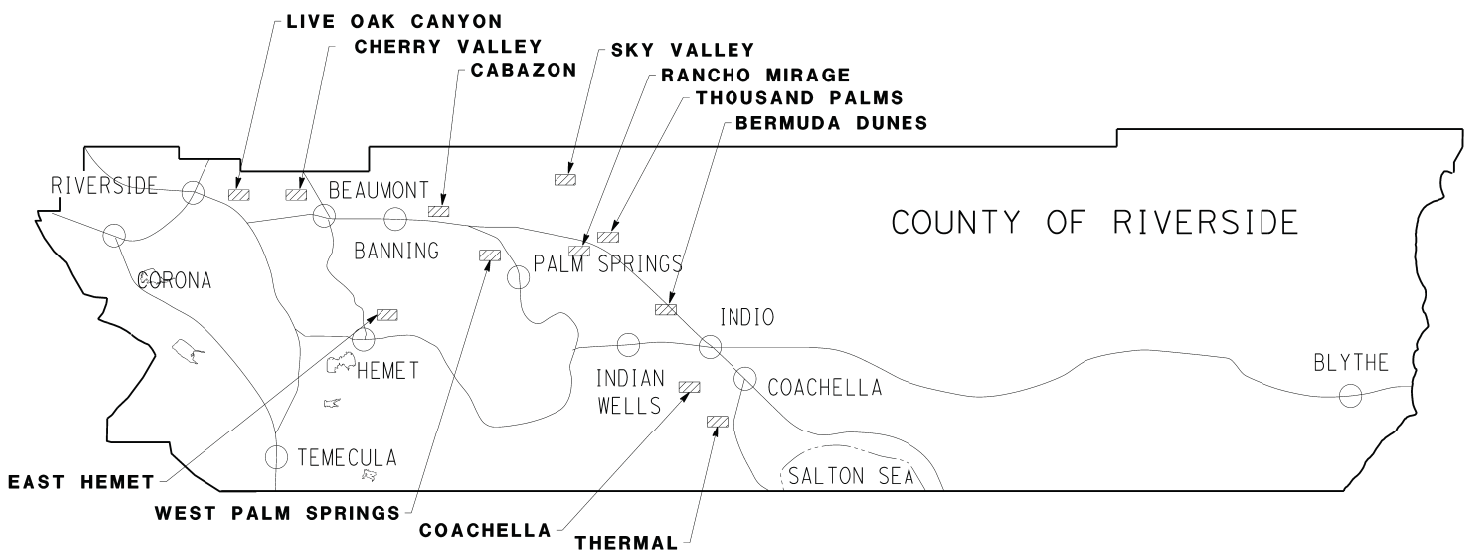 LIVE OAK CANYON
CHERRY VALLEY
SKY VALLEY
CABAZON
RANCHO MIRAGE
THOUSAND PALMS
BERMUDA DUNES
RIVERSIDE
BEAUMONT
COUNTY OF RIVERSIDE
BANNING
PALM SPRINGS
CORONA
INDIO
BLYTHE
HEMET
INDIAN
WELLS
COACHELLA
TEMECULA
SALTON SEA
EAST HEMET
WEST PALM SPRINGS
COACHELLA
THERMAL